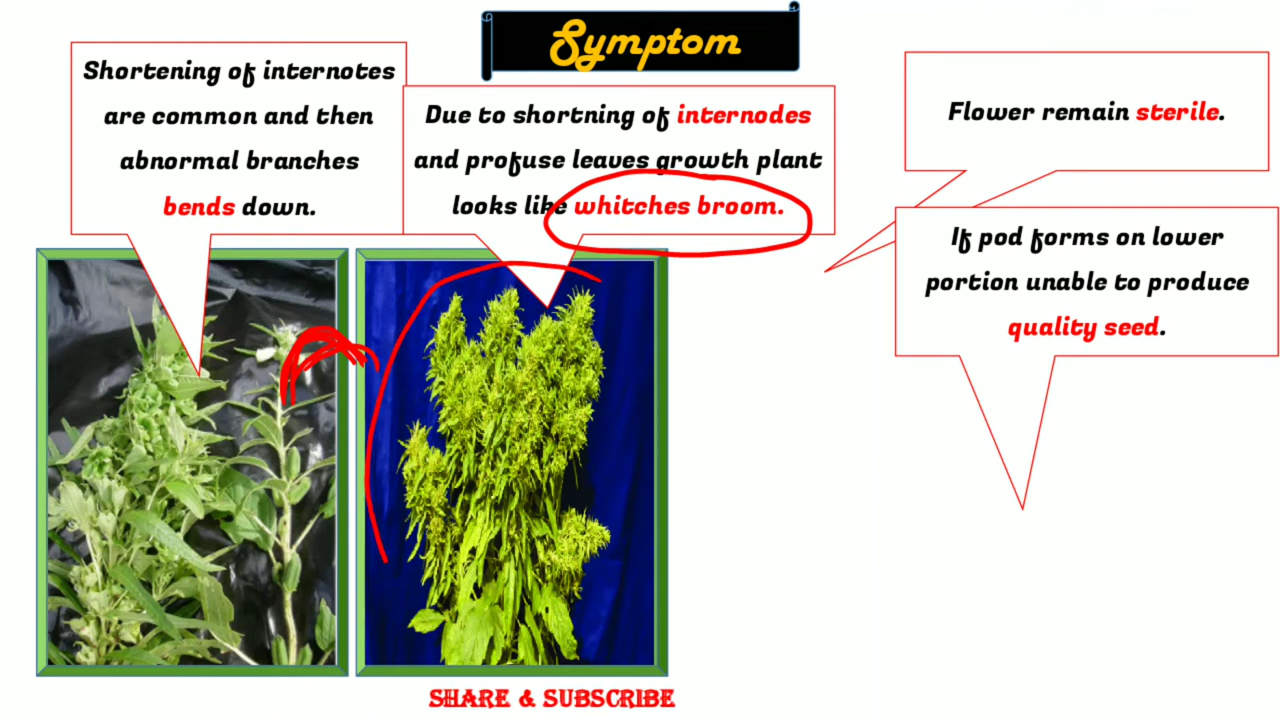 Symptom
Shortening of internotes
are common and then
abnormal branches
bends down.
Due to shortning of internodes
and profuse leaves growth plant
looks like whitches broom.
Flower remain sterile.
If pod forms on lower
portion unable to produce
quality seed.
SHARE & SUBSCRIBE